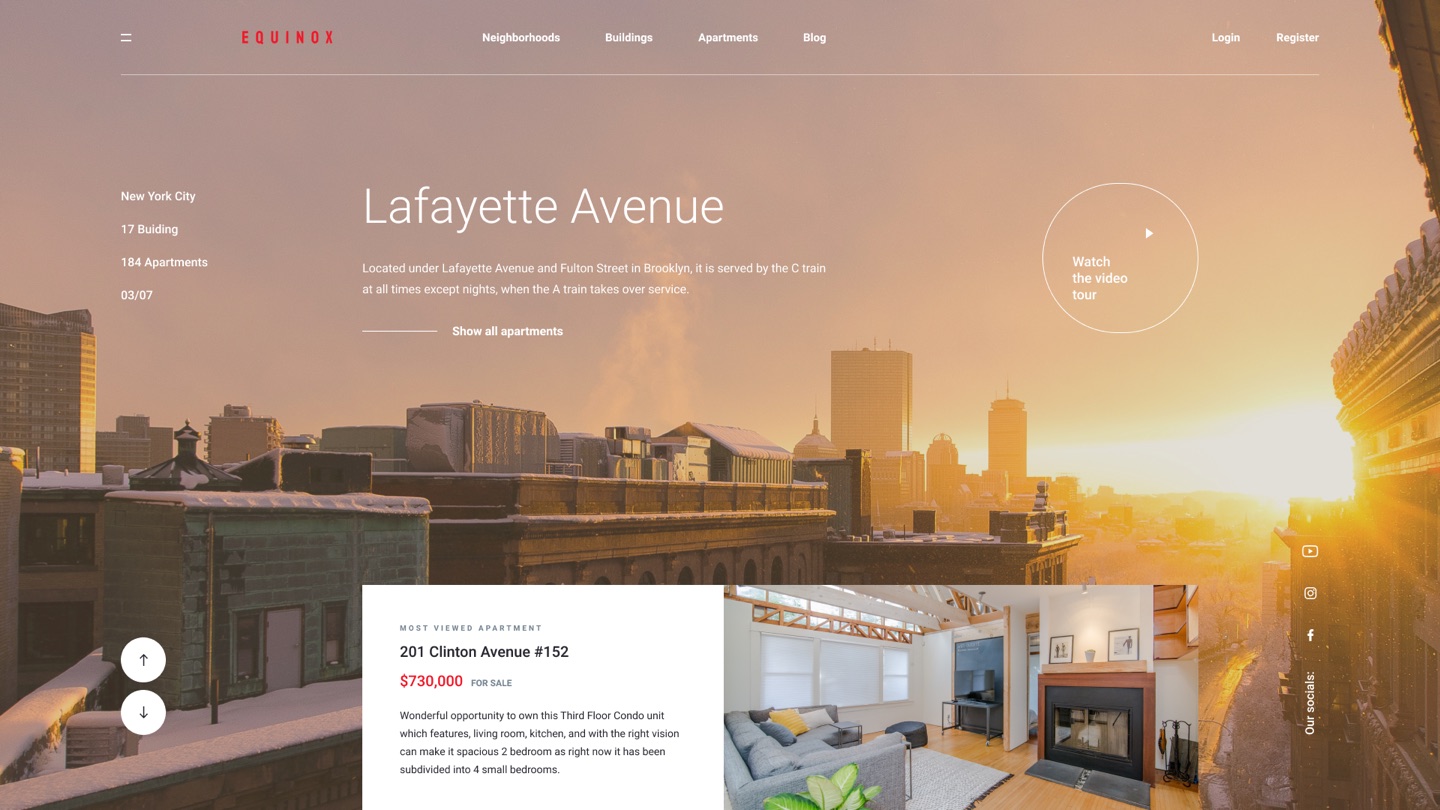 EQUINOX
Neighborhoods
Buildings
Apartments
Blog
Login
Register
New York City
17 Buiding
184 Apartments
03/07
Lafayette Avenue
Located under Lafayette Avenue and Fulton Street in Brooklyn, it is served by the C train
at all times except nights, when the A train takes over service.
Show all apartments
Watch
the video
tour
MOST VIEWED APARTMENT
201 Clinton Avenue #152
$730,000 FOR SALE
Wonderful opportunity to own this Third Floor Condo unit
which features, living room, kitchen, and with the right vision
can make it spacious 2 bedroom as right now it has been
subdivided into 4 small bedrooms.
Our socials: